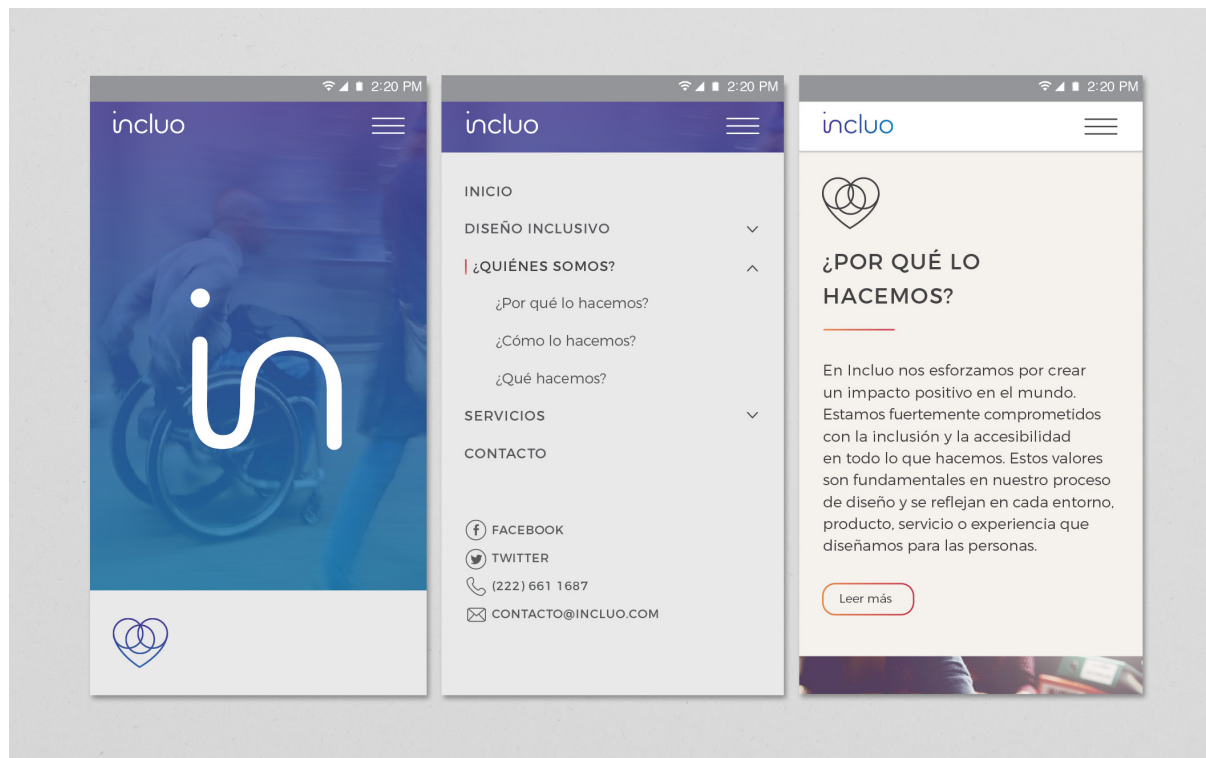 2:20 PM
incluo
in
2:20 PM
incluo
INICIO
DISEÑO INCLUSIVO
¿QUIÉNES SOMOS?
¿Por qué lo hacemos?
¿Cómo lo hacemos?
¿Qué hacemos?
SERVICIOS
CONTACTO
FACEBOOK
TWITTER
(222) 661 1687
CONTACTO@INCLUO.COM
2:20 PM
incluo
¿POR QUÉ LO
HACEMOS?
En Incluo nos esforzamos por crear
un impacto positivo en el mundo.
Estamos fuertemente comprometidos
con la inclusión y la accesibilidad
en todo lo que hacemos. Estos valores
son fundamentales en nuestro proceso
de diseño y se reflejan en cada entorno,
producto, servicio o experiencia que
diseñamos para las personas.
Leer más